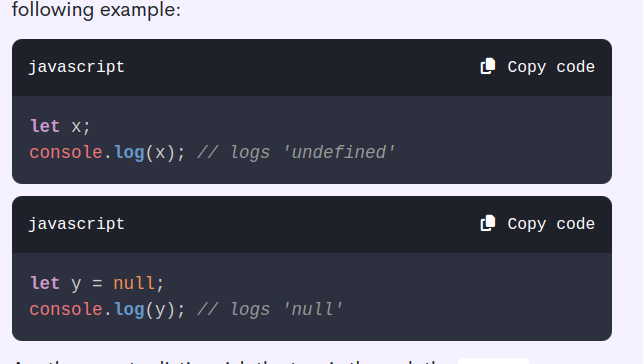 following example:
javascript Copy code
let x;
console.log(x); // logs 'undefined'
javascript Copy code
let y = null;
console.log(y); // logs 'null'